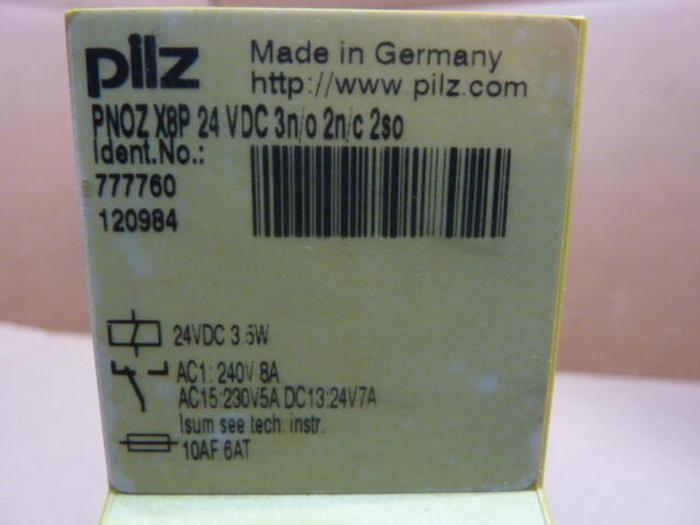 pilz
Made in Germany
http://www.pilz.com
PNOZ X8P 24 VDC 3n/o 2n/c 2so
Ident.No.:
777760
120984
24VDC 3.5W
AC1: 240V 8A
AC15:230V5A DC13:24V7A
Isum see tech. instr.
10AF 6AT